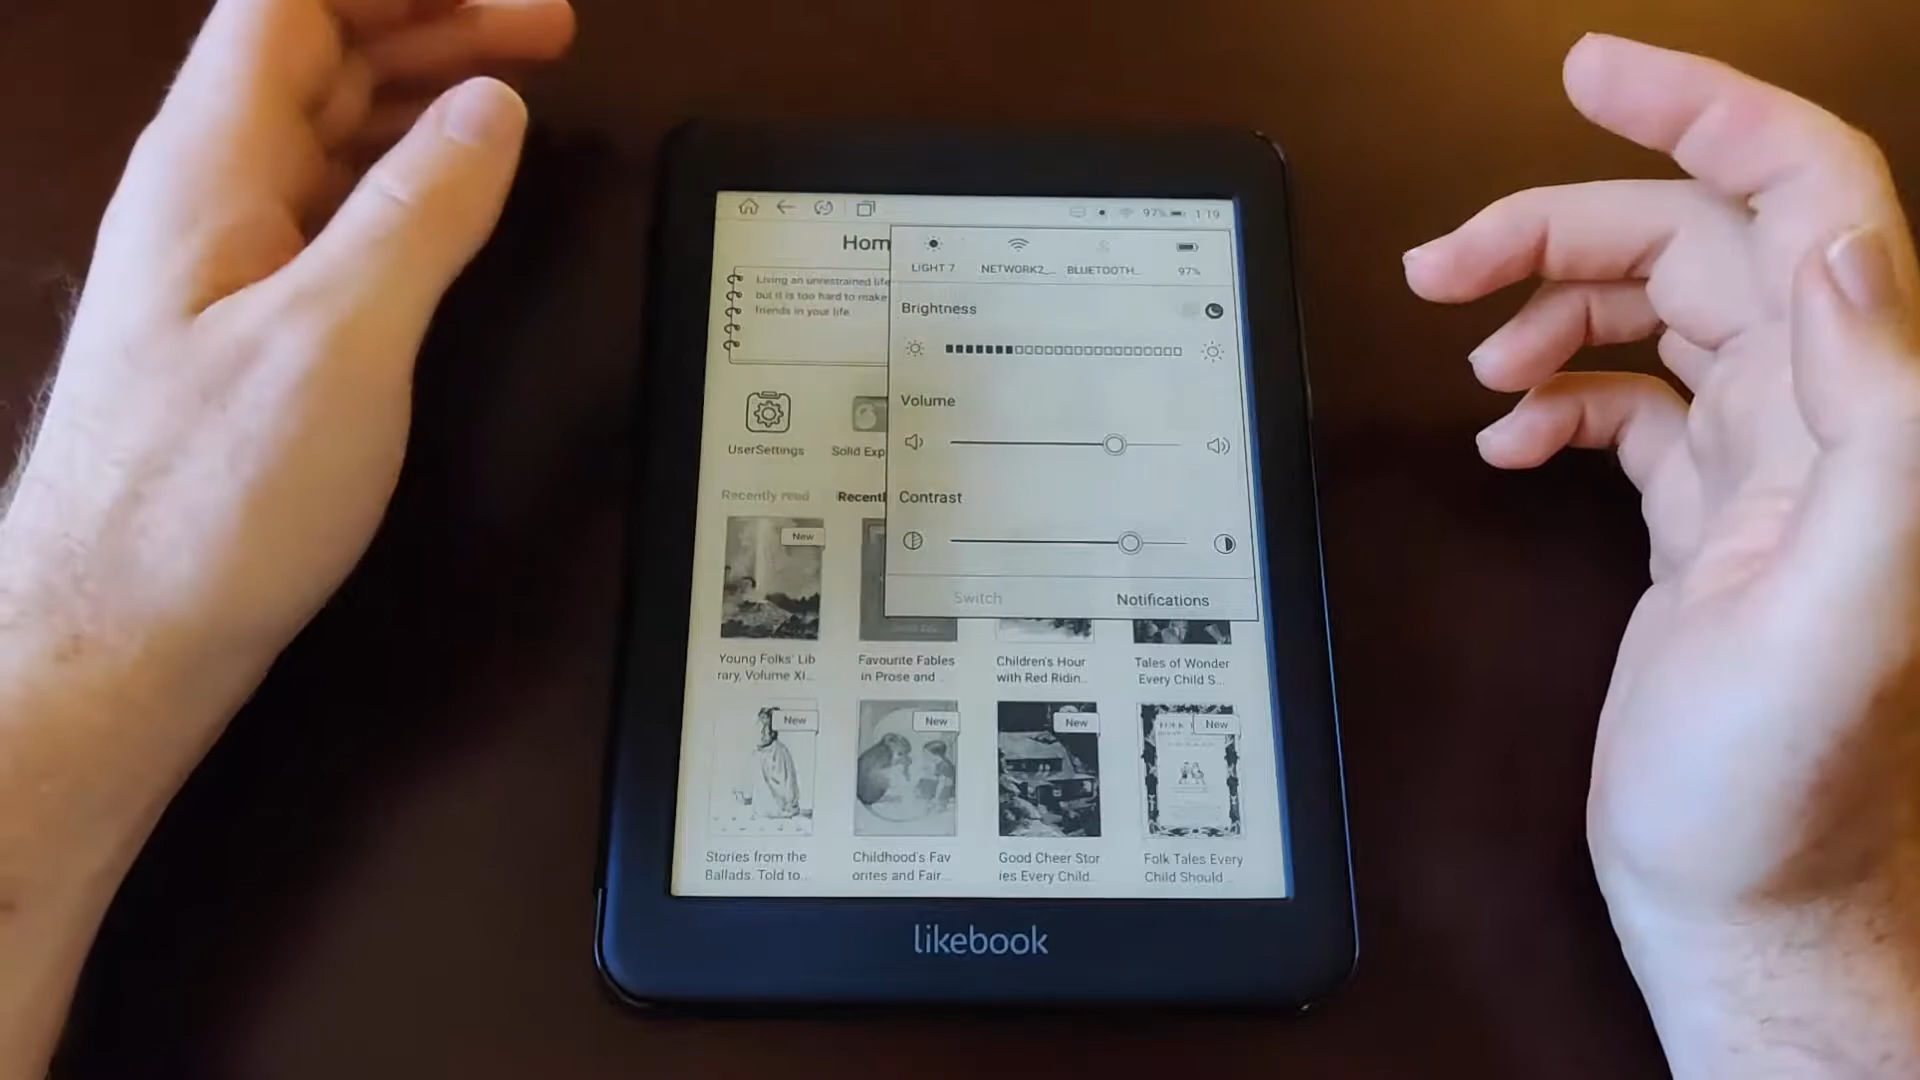 97% 1:19
Hom
LIGHT 7 NETWORK2_... BLUETOOTH... 97%
Living an unrestrained life
but it is too hard to make
friends in your life.
Brightness
Volume
UserSettings Solid Exp
Recently read Recentl
Contrast
Switch Notifications
New
Young Folks' Lib
rary, Volume XI...
Favourite Fables
in Prose and ...
Children's Hour
with Red Ridin...
Tales of Wonder
Every Child S...
New
New
New
New
Stories from the
Ballads. Told to...
Childhood's Fav
orites and Fair...
Good Cheer Stor
ies Every Child...
Folk Tales Every
Child Should ...
likebook